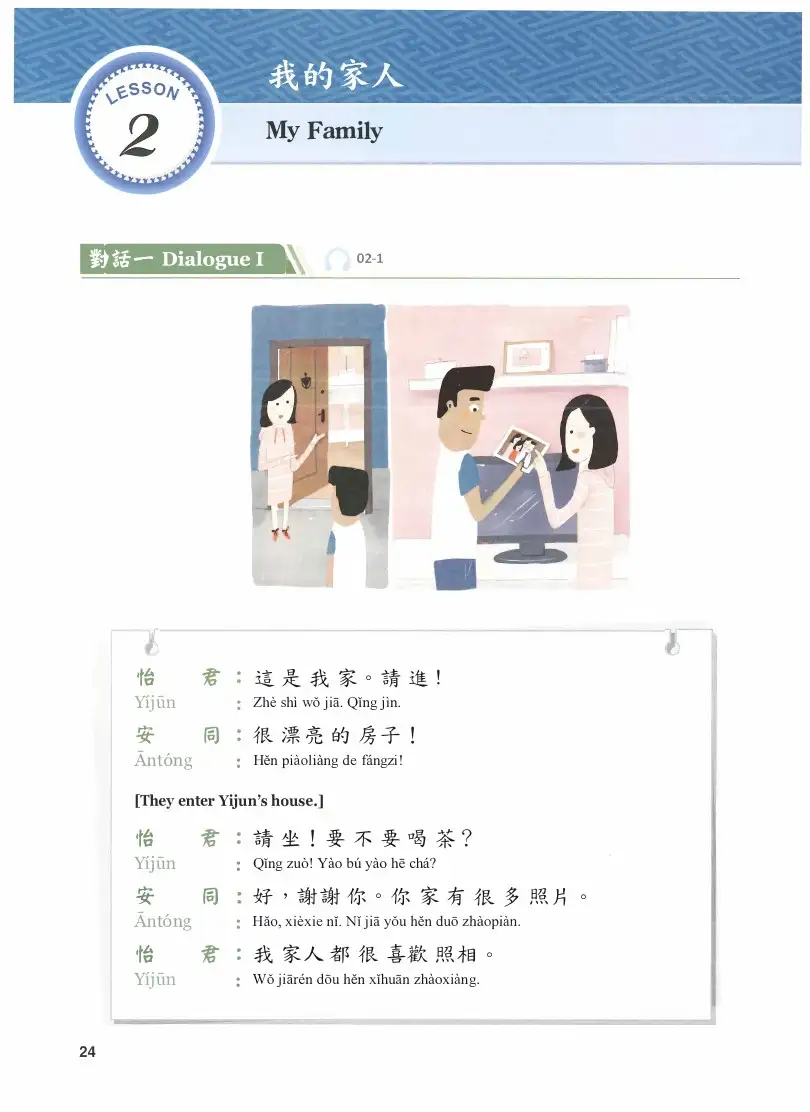 LESSON
2
我的家人
My Family
對話一 Dialogue I
02-1
怡 君：這是我家。請進！
Yíjūn : Zhè shì wǒ jiā. Qǐng jìn.
安 同：很漂亮的房子！
Āntóng : Hěn piàoliàng de fángzi!
[They enter Yijun's house.]
怡 君：請坐！要不要喝茶？
Yíjūn : Qǐng zuò! Yào bú yào hē chá?
安 同：好，謝謝你。你家有很多照片。
Āntóng : Hǎo, xièxie nǐ. Nǐ jiā yǒu hěn duō zhàopiàn.
怡 君：我家人都很喜歡照相。
Yíjūn : Wǒ jiārén dōu hěn xǐhuān zhàoxiàng.
24